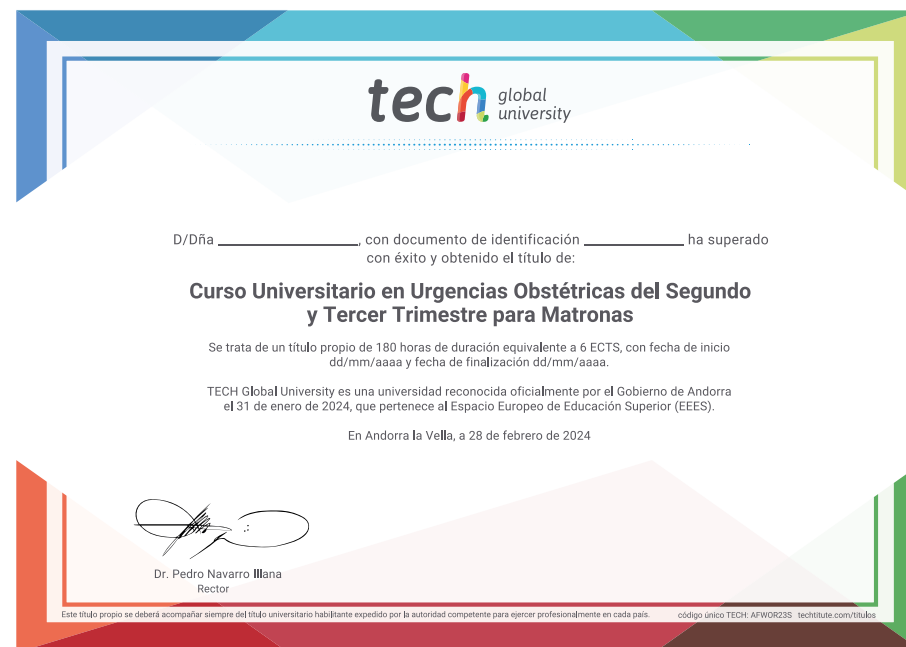 tech global
university
D/Dña ____________________, con documento de identificación ______________ ha superado
con éxito y obtenido el título de:
Curso Universitario en Urgencias Obstétricas del Segundo
y Tercer Trimestre para Matronas
Se trata de un título propio de 180 horas de duración equivalente a 6 ECTS, con fecha de inicio
dd/mm/aaaa y fecha de finalización dd/mm/aaaa.
TECH Global University es una universidad reconocida oficialmente por el Gobierno de Andorra
el 31 de enero de 2024, que pertenece al Espacio Europeo de Educación Superior (EEES).
En Andorra la Vella, a 28 de febrero de 2024
Dr. Pedro Navarro Illana
Rector
Este título propio se deberá acompañar siempre del título universitario habilitante expedido por la autoridad competente para ejercer profesionalmente en cada país. código único TECH: AFWOR23S techtitute.com/titulos